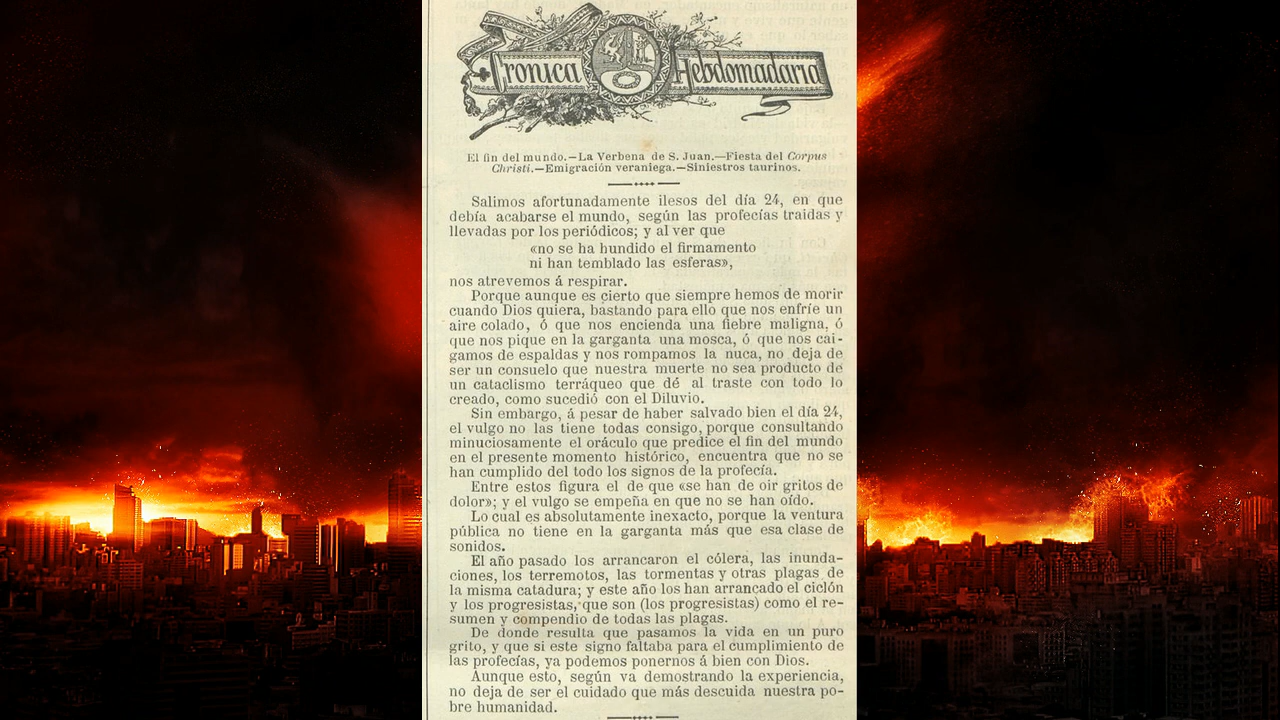 Crónica Hebdomadaria
El fin del mundo.—La Verbena de S. Juan.—Fiesta del Corpus
Christi.—Emigración veraniega.—Siniestros taurinos.
Salimos afortunadamente ilesos del día 24, en que
debía acabarse el mundo, según las profecías traidas y
llevadas por los periódicos; y al ver que
«no se ha hundido el firmamento
ni han temblado las esferas»,
nos atrevemos á respirar.
Porque aunque es cierto que siempre hemos de morir
cuando Dios quiera, bastando para ello que nos enfríe un
aire colado, ó que nos encienda una fiebre maligna, ó
que nos pique en la garganta una mosca, ó que nos cai-
gamos de espaldas y nos rompamos la nuca, no deja de
ser un consuelo que nuestra muerte no sea producto de
un cataclismo terráqueo que dé al traste con todo lo
creado, como sucedió con el Diluvio.
Sin embargo, á pesar de haber salvado bien el día 24,
el vulgo no las tiene todas consigo, porque consultando
minuciosamente el oráculo que predice el fin del mundo
en el presente momento histórico, encuentra que no se
han cumplido del todo los signos de la profecía.
Entre estos figura el de que «se han de oir gritos de
dolor»; y el vulgo se empeña en que no se han oído.
Lo cual es absolutamente inexacto, porque la ventura
pública no tiene en la garganta más que esa clase de
sonidos.
El año pasado los arrancaron el cólera, las inunda-
ciones, los terremotos, las tormentas y otras plagas de
la misma catadura; y este año los han arrancado el ciclón
y los progresistas, que son (los progresistas) como el re-
sumen y compendio de todas las plagas.
De donde resulta que pasamos la vida en un puro
grito, y que si este signo faltaba para el cumplimiento de
las profecías, ya podemos ponernos á bien con Dios.
Aunque esto, según va demostrando la experiencia,
no deja de ser el cuidado que más descuida nuestra po-
bre humanidad.